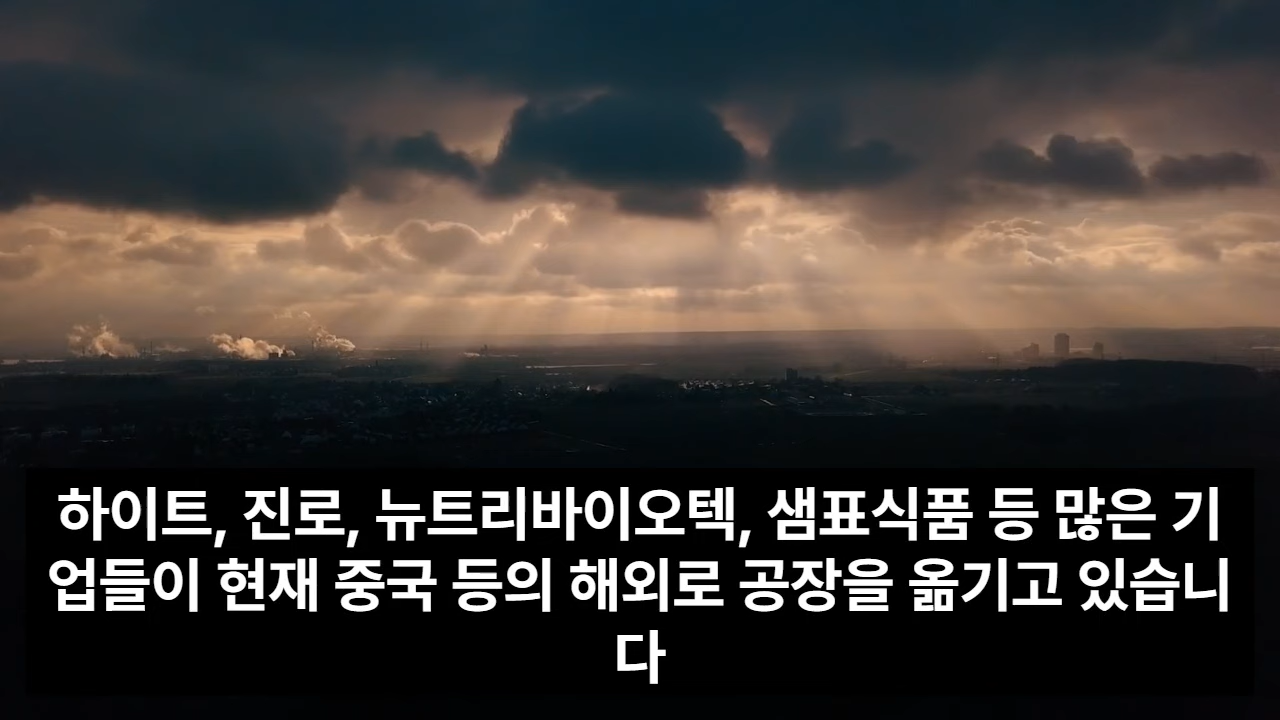 하이트, 진로, 뉴트리바이오텍, 샘표식품 등 많은 기
업들이 현재 중국 등의 해외로 공장을 옮기고 있습니
다